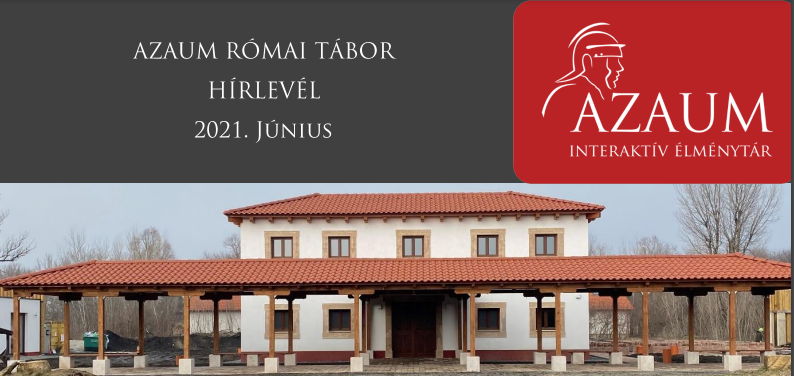 AZAUM RÓMAI TÁBOR
HÍRLEVÉL
2021. JÚNIUS
AZAUM
INTERAKTÍV ÉLMÉNYTÁR